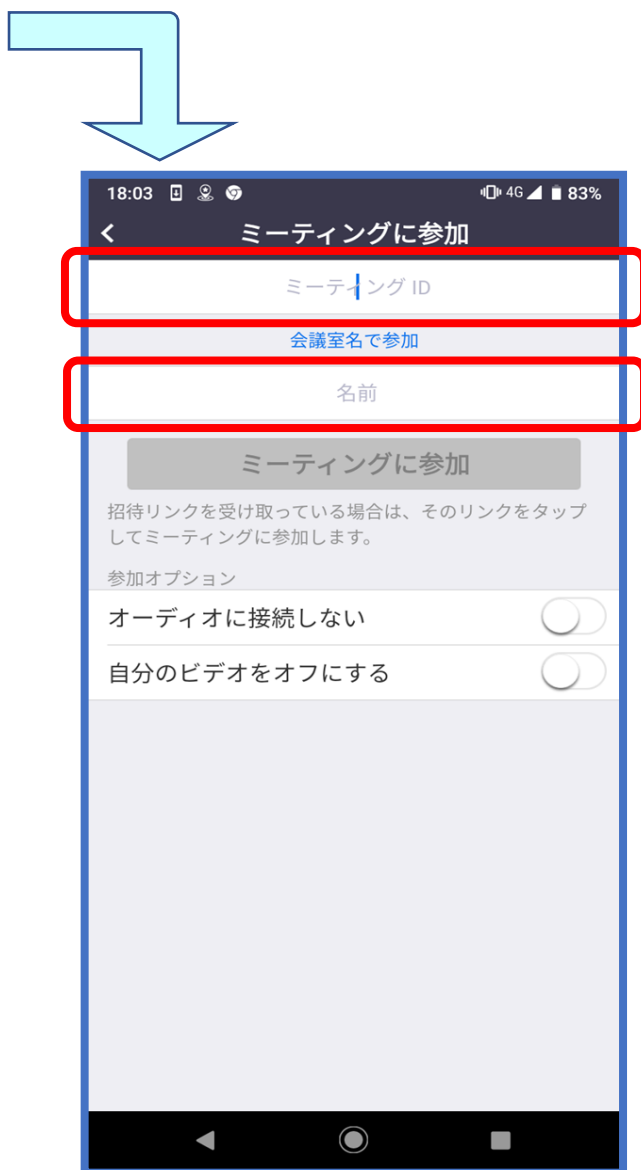 18:03
4G
83%
ミーティングに参加
ミーティング ID
会議室名で参加
名前
ミーティングに参加
招待リンクを受け取っている場合は、そのリンクをタップ
してミーティングに参加します。
参加オプション
オーディオに接続しない
自分のビデオをオフにする